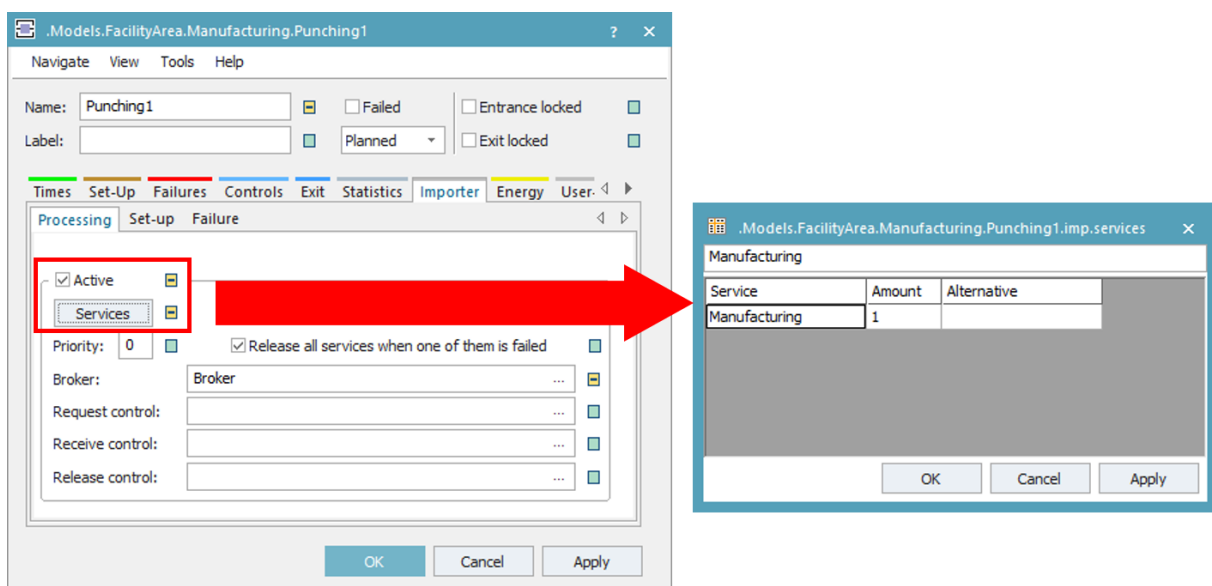 .Models.FacilityArea.Manufacturing.Punching1 ? ×
Navigate View Tools Help
Name: Punching1 Failed Entrance locked
Label: Planned Exit locked
Times Set-Up Failures Controls Exit Statistics Importer Energy User-
Processing Set-up Failure
Active
Services
Priority: 0 Release all services when one of them is failed
Broker: Broker ...
Request control: ...
Receive control: ...
Release control: ...
OK Cancel Apply
.Models.FacilityArea.Manufacturing.Punching1.imp.services ×
Manufacturing
Service Amount Alternative
Manufacturing 1
OK Cancel Apply